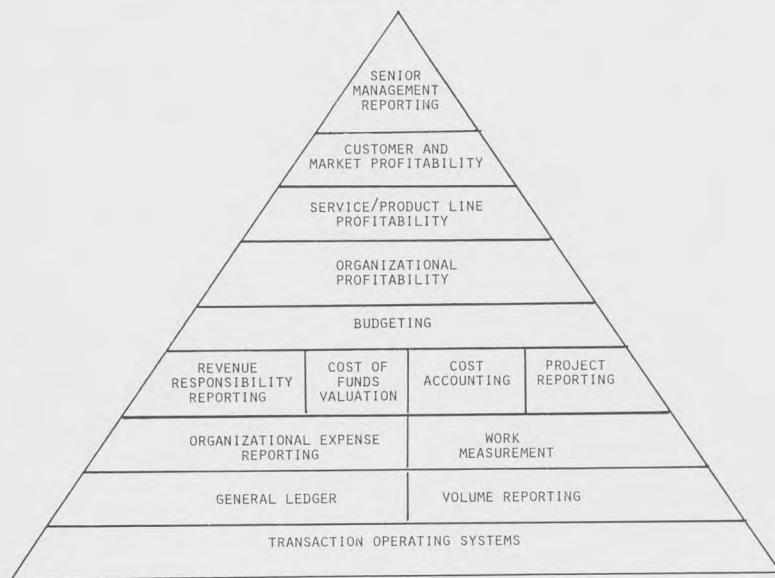 SENIOR
MANAGEMENT
REPORTING
CUSTOMER AND
MARKET PROFITABILITY
SERVICE/PRODUCT LINE
PROFITABILITY
ORGANIZATIONAL
PROFITABILITY
BUDGETING
REVENUE
RESPONSIBILITY
REPORTING
COST OF
FUNDS
VALUATION
COST
ACCOUNTING
PROJECT
REPORTING
ORGANIZATIONAL EXPENSE
REPORTING
WORK
MEASUREMENT
GENERAL LEDGER
VOLUME REPORTING
TRANSACTION OPERATING SYSTEMS